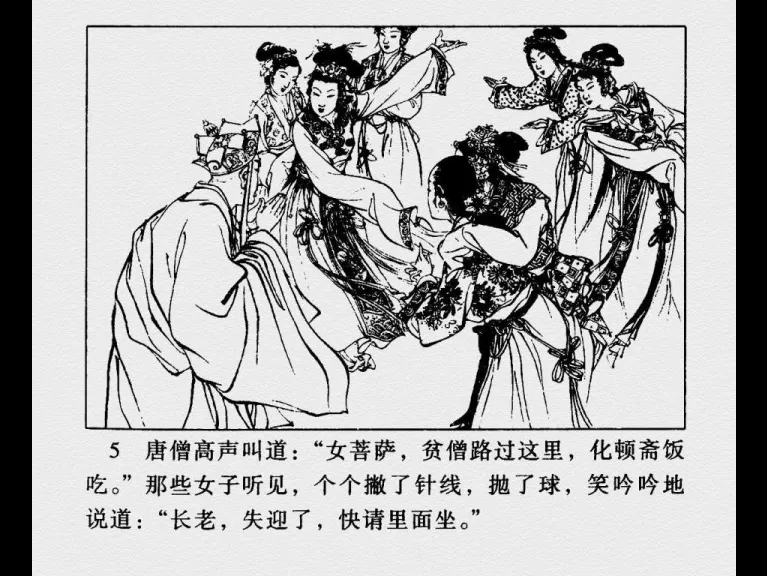 5 唐僧高声叫道：“女菩萨，贫僧路过这里，化顿斋饭
吃。”那些女子听见，个个撇了针线，抛了球，笑吟吟地
说道：“长老，失迎了，快请里面坐。”